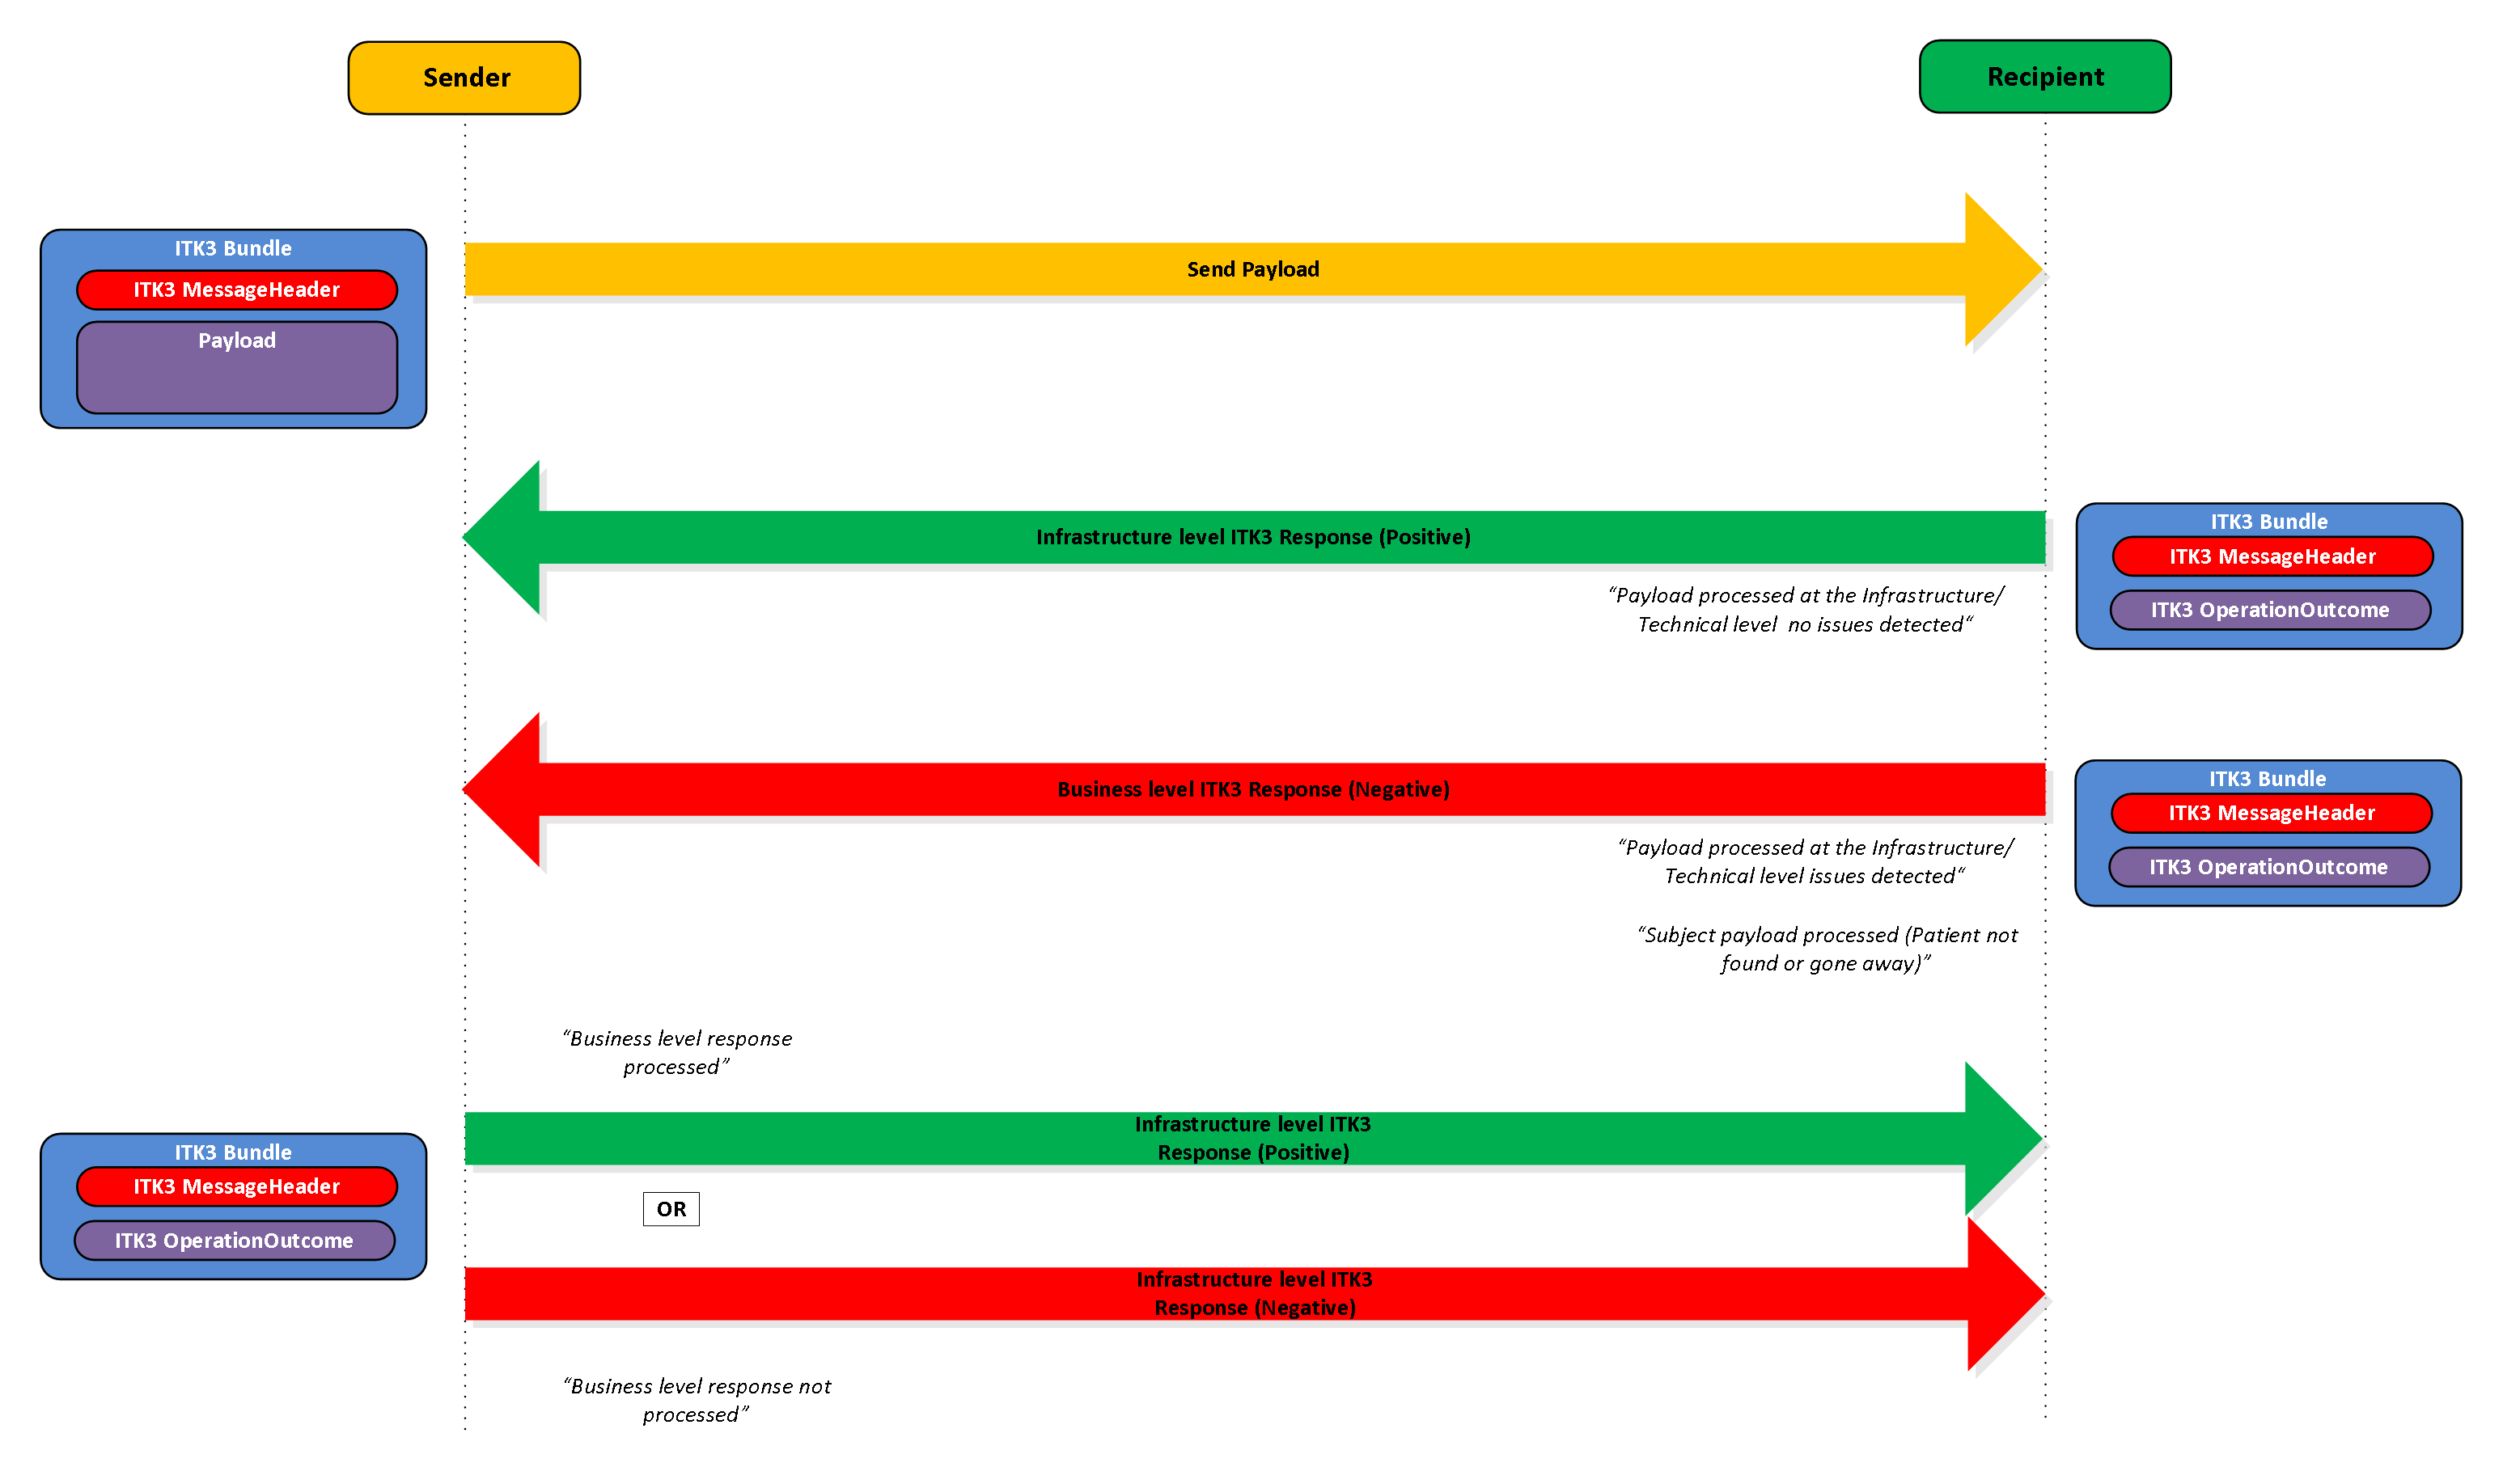 Sender
Recipient
ITK3 Bundle
ITK3 MessageHeader
Payload
Send Payload
Infrastructure level ITK3 Response (Positive)
“Payload processed at the Infrastructure/
Technical level  no issues detected“
ITK3 Bundle
ITK3 MessageHeader
ITK3 OperationOutcome
Business level ITK3 Response (Negative)
“Payload processed at the Infrastructure/
Technical level issues detected“
“Subject payload processed (Patient not
found or gone away)”
ITK3 Bundle
ITK3 MessageHeader
ITK3 OperationOutcome
“Business level response
processed”
Infrastructure level ITK3
Response (Positive)
ITK3 Bundle
ITK3 MessageHeader
ITK3 OperationOutcome
OR
Infrastructure level ITK3
Response (Negative)
“Business level response not
processed”